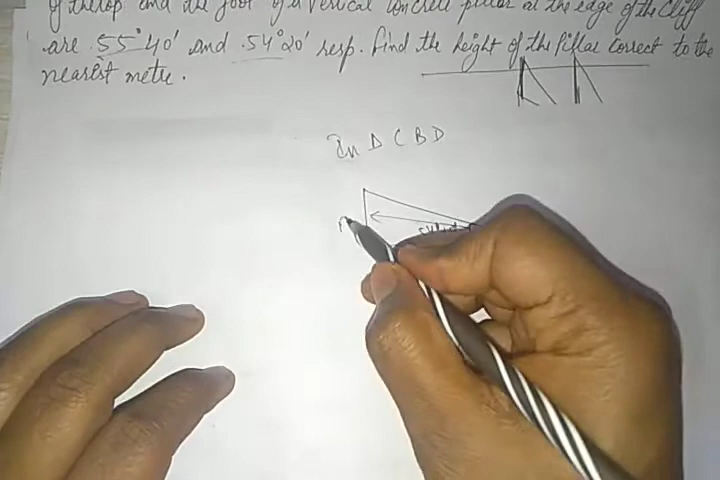 of the top and the foot of a vertical concrete pillar at the edge of the cliff
are 55°40' and 54°20' resp. Find the height of the Pillar correct to the
nearest metre.
In Δ CBD